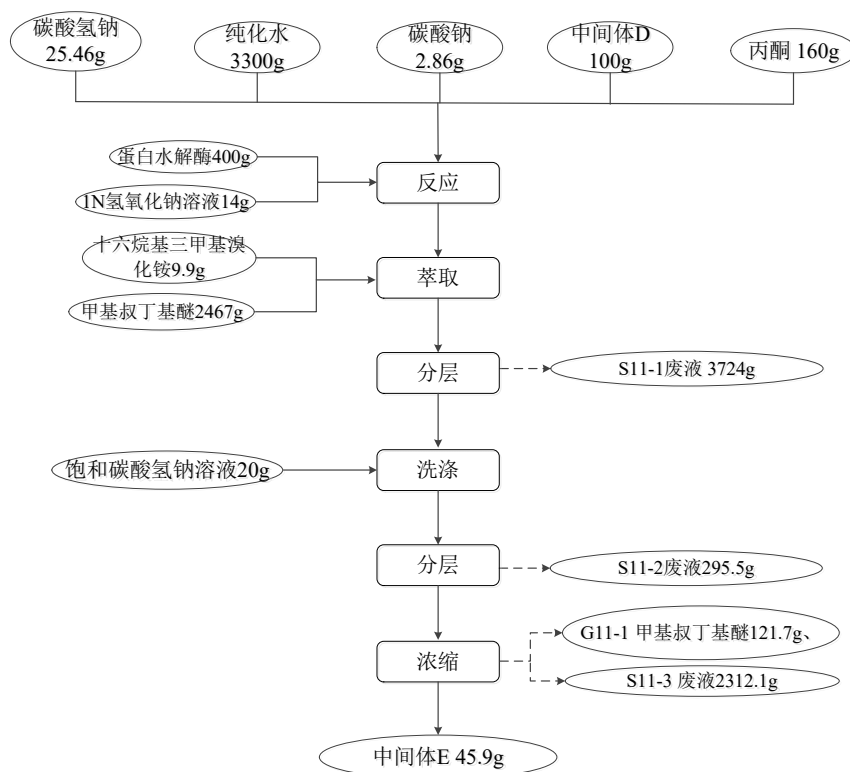 碳酸氢钠
25.46g
纯化水
3300g
碳酸钠
2.86g
中间体D
100g
丙酮 160g
蛋白水解酶400g
1N氢氧化钠溶液14g
反应
十六烷基三甲基溴
化铵9.9g
甲基叔丁基醚2467g
萃取
分层
S11-1废液 3724g
饱和碳酸氢钠溶液20g
洗涤
分层
S11-2废液295.5g
浓缩
G11-1 甲基叔丁基醚121.7g、
S11-3 废液2312.1g
中间体E 45.9g